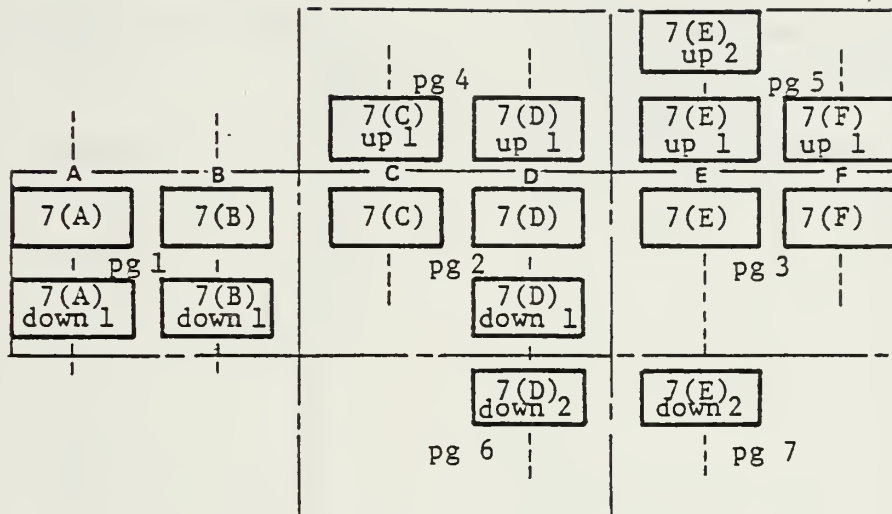 7(E)
up 2
pg 4
pg 5
7(C)
up 1
7(D)
up 1
7(E)
up 1
7(F)
up 1
A B C D E F
7(A)
7(B)
7(C)
7(D)
7(E)
7(F)
pg 1
pg 2
pg 3
7(A)
down 1
7(B)
down 1
7(D)
down 1
7(D)
down 2
7(E)
down 2
pg 6
pg 7